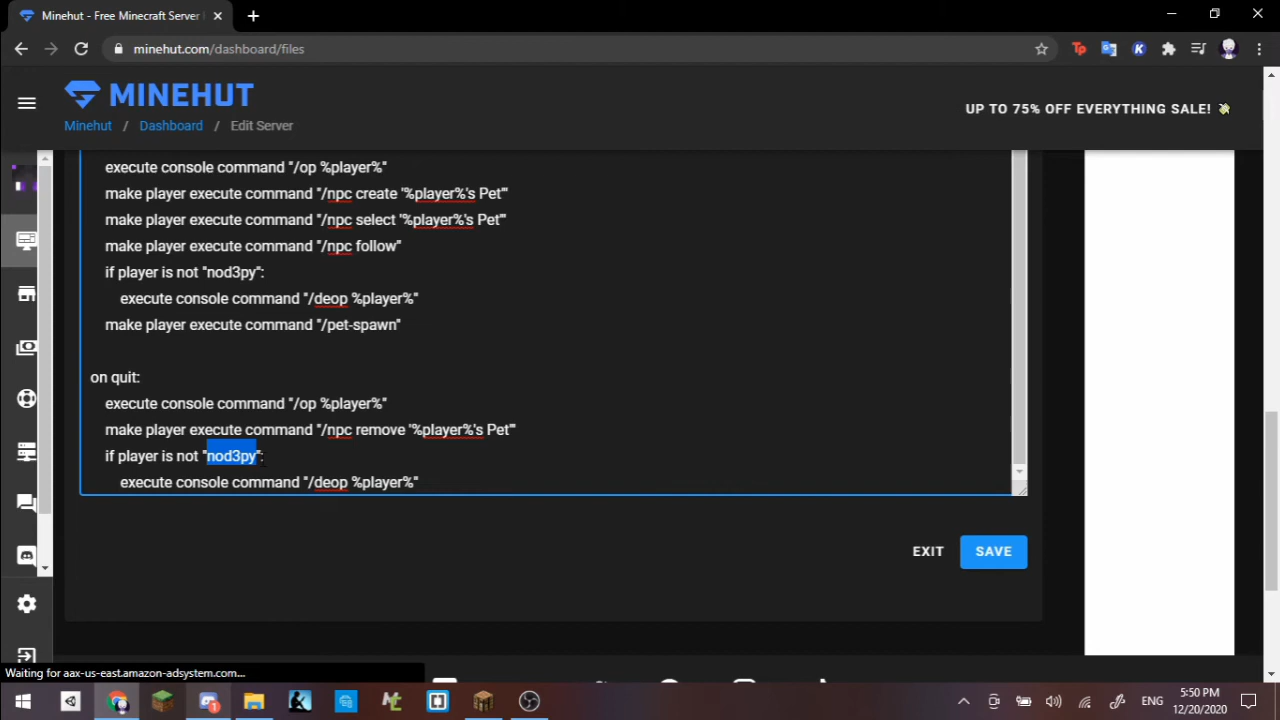 Minehut - Free Minecraft Server
minehut.com/dashboard/files
MINEHUT
UP TO 75% OFF EVERYTHING SALE!
Minehut / Dashboard / Edit Server
execute console command "/op %player%"
make player execute command "/npc create '%player%'s Pet'"
make player execute command "/npc select '%player%'s Pet'"
make player execute command "/npc follow"
if player is not "nod3py":
execute console command "/deop %player%"
make player execute command "/pet-spawn"
on quit:
execute console command "/op %player%"
make player execute command "/npc remove '%player%'s Pet'"
if player is not "nod3py":
execute console command "/deop %player%"
EXIT
SAVE
Waiting for aax-us-east.amazon-adsystem.com...
ENG
5:50 PM
12/20/2020